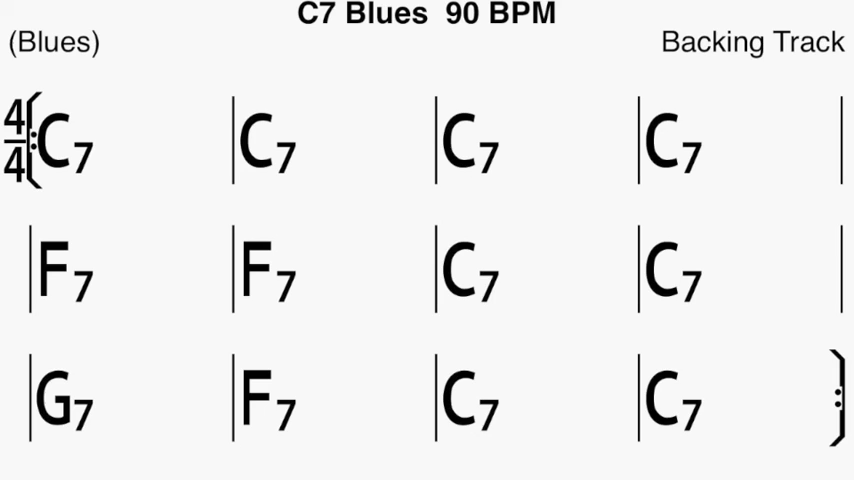 C7 Blues 90 BPM
(Blues) Backing Track
4/4 C7 C7 C7 C7
F7 F7 C7 C7
G7 F7 C7 C7